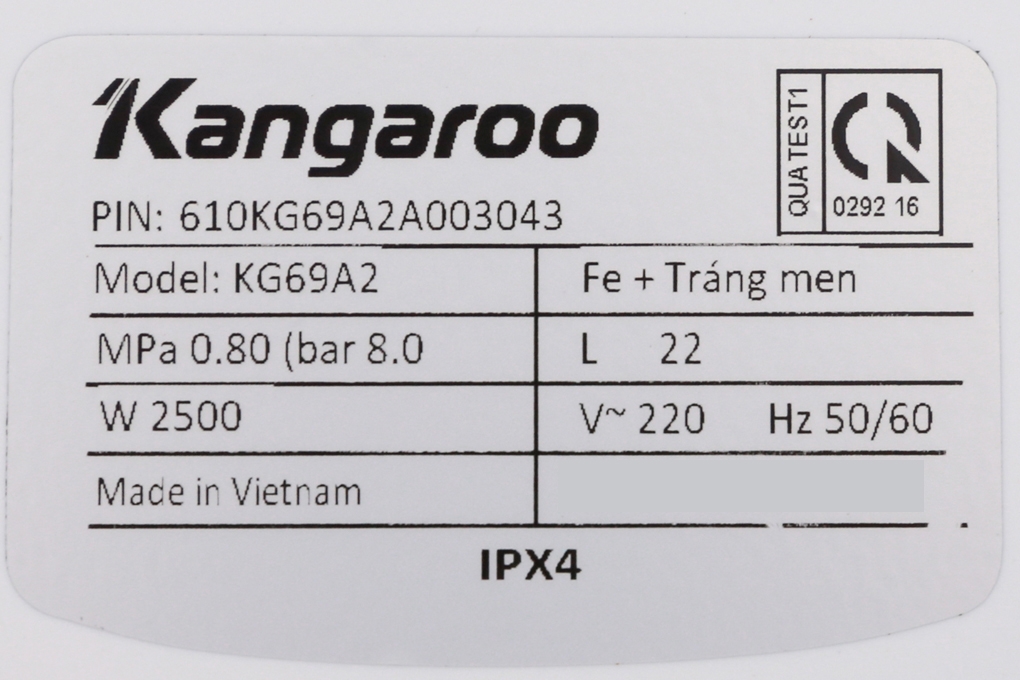 Kangaroo
QUATEST1
0292 16
PIN: 610KG69A2A003043
Model: KG69A2
Fe + Tráng men
MPa 0.80 (bar 8.0
L 22
W 2500
V~ 220 Hz 50/60
Made in Vietnam
IPX4